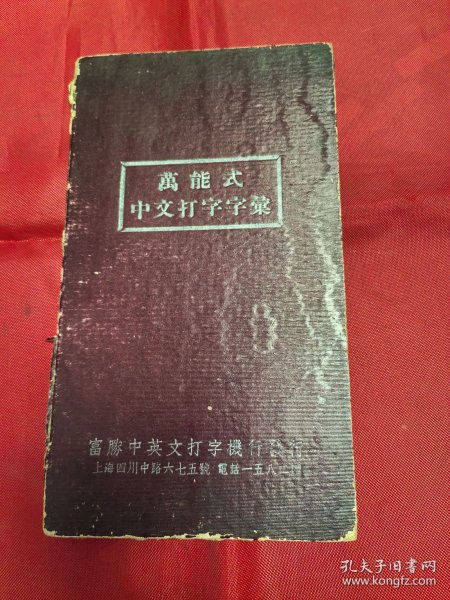 萬能式
中文打字字彙
富勝中英文打字機行發行
上海四川中路六七五號 電話一五八
孔夫子旧书网
www.kongfz.com